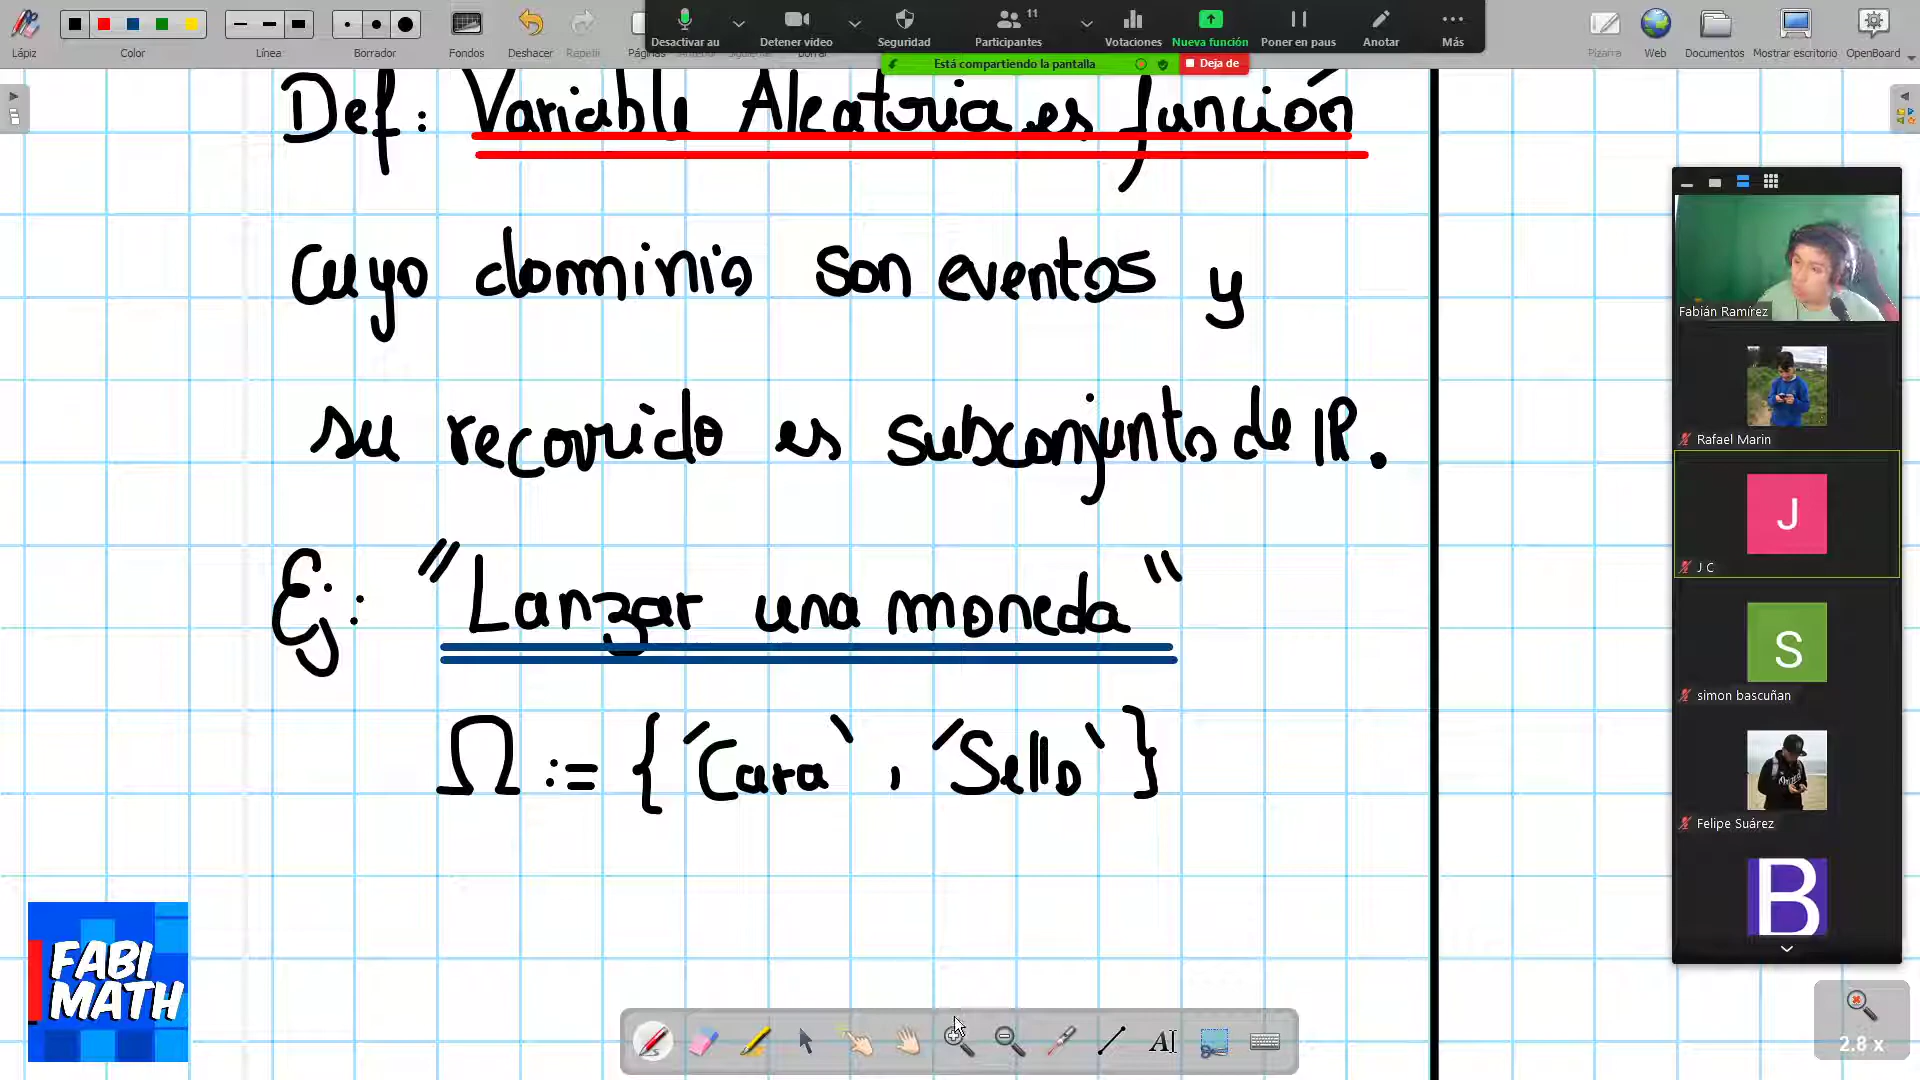 Lápiz
Color
Línea
Borrador
Fondos
Deshacer
Repetir
Desactivar au
Detener video
Seguridad
11
Participantes
Votaciones
Nueva función
Poner en paus
Anotar
Más
Está compartiendo la pantalla
Deja de
Pizarra
Web
Documentos
Mostrar escritorio
OpenBoard
Def: Variable Aleatoria es función
cuyo dominio son eventos y
su recorrido es subconjunto de IR.
Ej: "Lanzar una moneda"
Ω := {´Cara`, ´Sello`}
Fabián Ramírez
Rafael Marin
J
J C
S
simon bascuñan
Felipe Suárez
B
FABI
MATH
AI
2.8 x